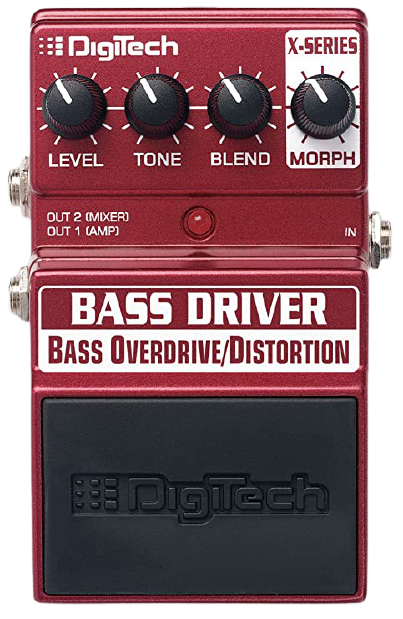 DigiTech
X-SERIES
LEVEL TONE BLEND MORPH
OUT 2 (MIXER)
OUT 1 (AMP)
IN
BASS DRIVER
BASS OVERDRIVE/DISTORTION
DigiTech